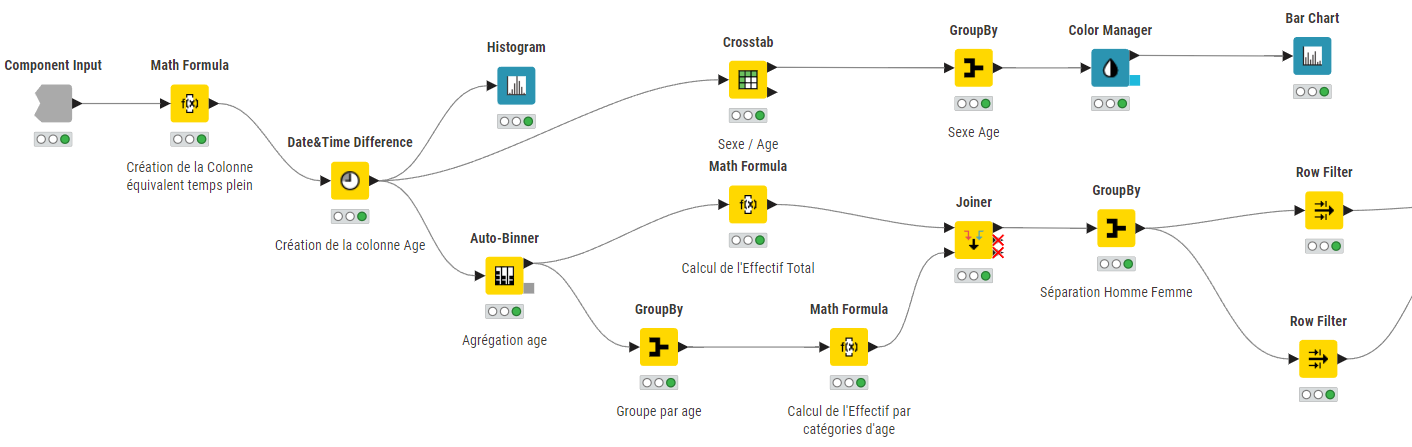 Component Input
Math Formula
f(x)
Création de la Colonne
équivalent temps plein
Date&Time Difference
Création de la colonne Age
Histogram
Crosstab
Sexe / Age
GroupBy
Sexe Age
Color Manager
Bar Chart
Auto-Binner
Agrégation age
Math Formula
f(x)
Calcul de l'Effectif Total
GroupBy
Groupe par age
Math Formula
f(x)
Calcul de l'Effectif par
catégories d'age
Joiner
GroupBy
Séparation Homme Femme
Row Filter
Row Filter